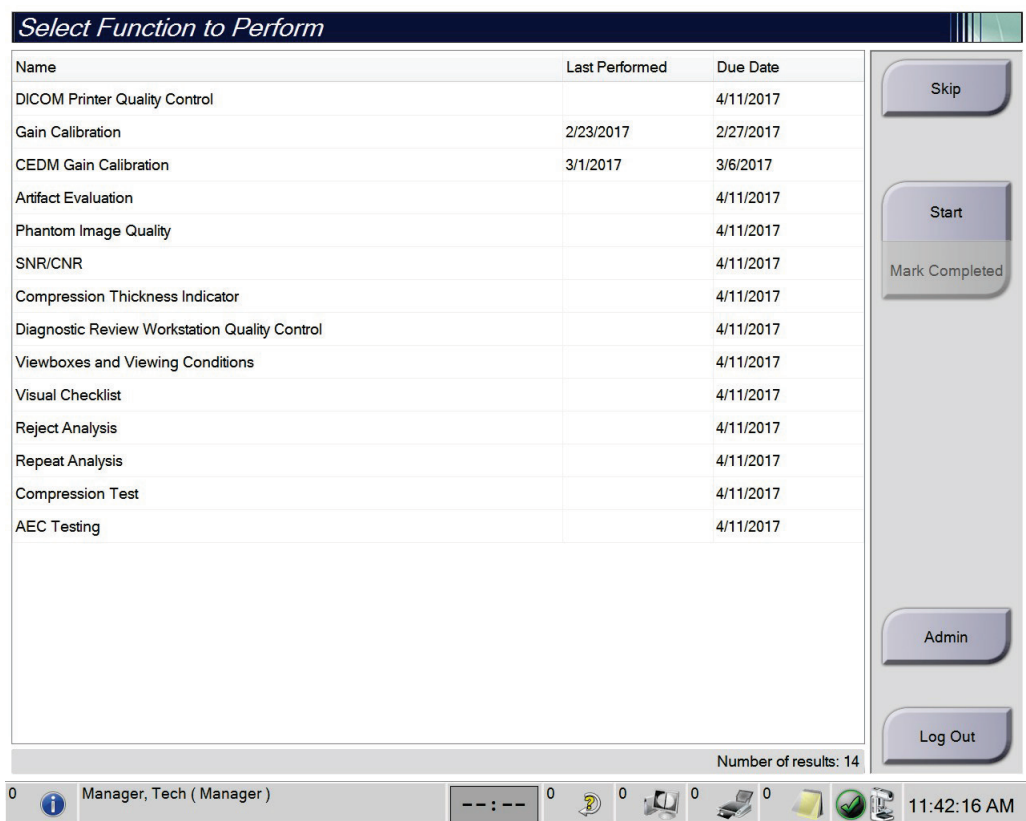 Select Function to Perform
Name Last Performed Due Date
DICOM Printer Quality Control 4/11/2017
Gain Calibration 2/23/2017 2/27/2017
CEDM Gain Calibration 3/1/2017 3/6/2017
Artifact Evaluation 4/11/2017
Phantom Image Quality 4/11/2017
SNR/CNR 4/11/2017
Compression Thickness Indicator 4/11/2017
Diagnostic Review Workstation Quality Control 4/11/2017
Viewboxes and Viewing Conditions 4/11/2017
Visual Checklist 4/11/2017
Reject Analysis 4/11/2017
Repeat Analysis 4/11/2017
Compression Test 4/11/2017
AEC Testing 4/11/2017
Number of results: 14
Skip
Start
Mark Completed
Admin
Log Out
0 Manager, Tech ( Manager ) --:-- 0 0 0 0 11:42:16 AM